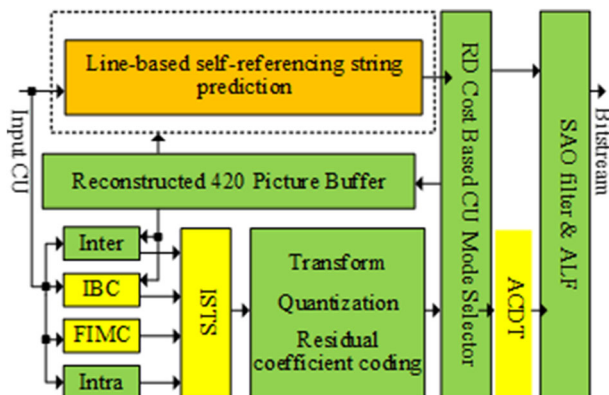 Line-based self-referencing string
prediction
Input CU
Reconstructed 420 Picture Buffer
Inter
IBC
FIMC
Intra
ISTS
Transform
Quantization
Residual
coefficient coding
RD Cost Based CU Mode Selector
ACDT
SAO filter & ALF
Bitstream